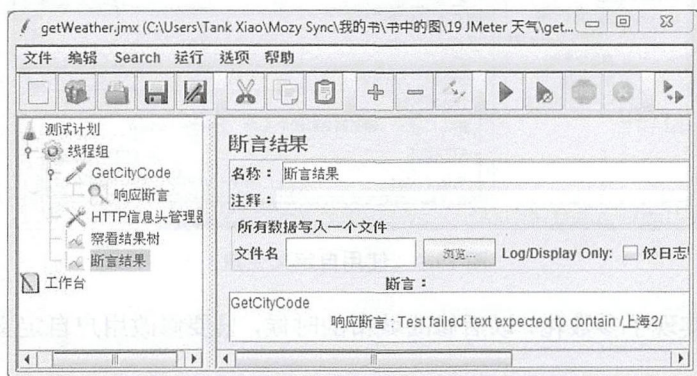 getWeather.jmx (C:\Users\Tank Xiao\Mozy Sync\我的书\书中的图\19 JMeter 天气\get...
文件 编辑 Search 运行 选项 帮助
测试计划
线程组
GetCityCode
响应断言
HTTP信息头管理器
察看结果树
断言结果
工作台
断言结果
名称: 断言结果
注释:
所有数据写入一个文件
文件名 浏览... Log/Display Only: 仅日志
断言:
GetCityCode
响应断言 : Test failed: text expected to contain /上海2/